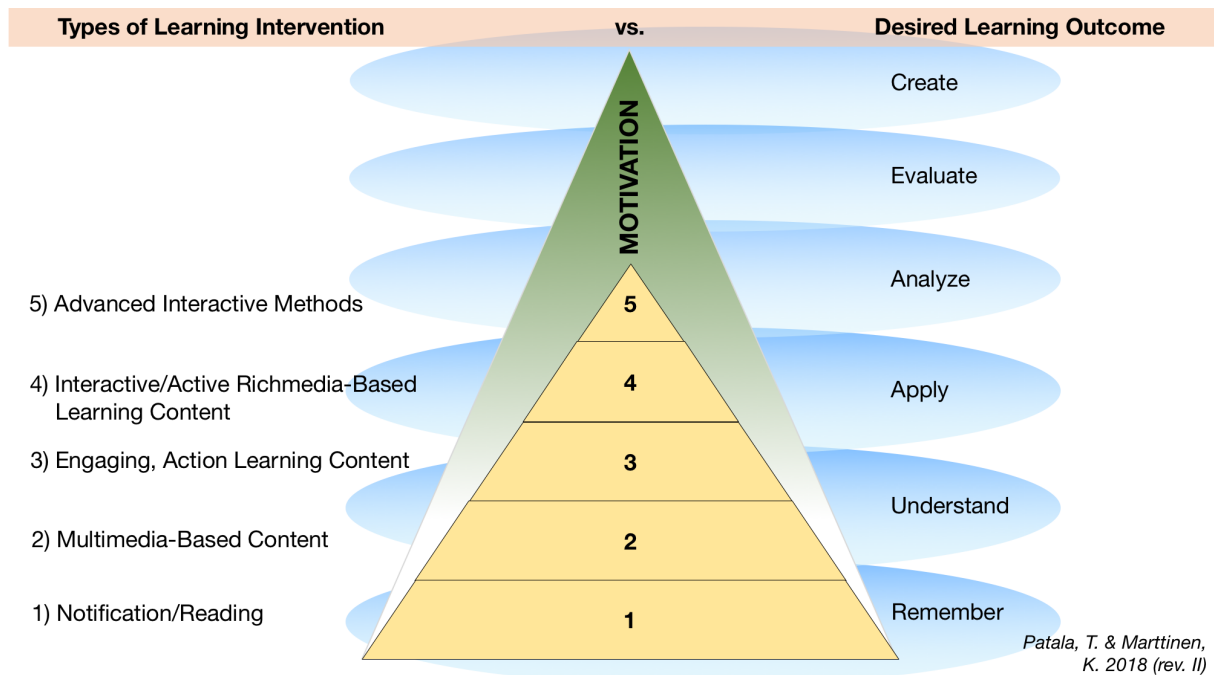 Types of Learning Intervention vs. Desired Learning Outcome
Create
MOTIVATION
Evaluate
Analyze
5) Advanced Interactive Methods
5
4) Interactive/Active Richmedia-Based
Learning Content
4
Apply
3) Engaging, Action Learning Content
3
Understand
2) Multimedia-Based Content
2
1) Notification/Reading
1
Remember
Patala, T. & Marttinen,
K. 2018 (rev. II)